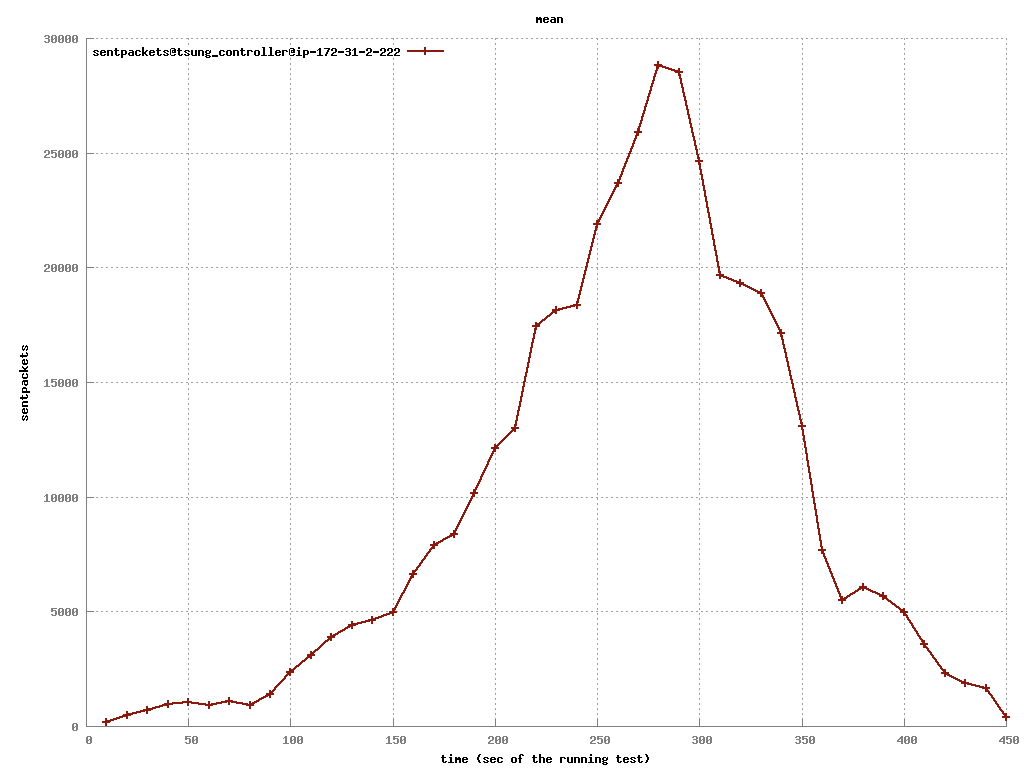 mean
30000
sentpackets@tsung_controller@ip-172-31-2-222
25000
20000
15000
10000
5000
0
sentpackets
0 50 100 150 200 250 300 350 400 450
time (sec of the running test)